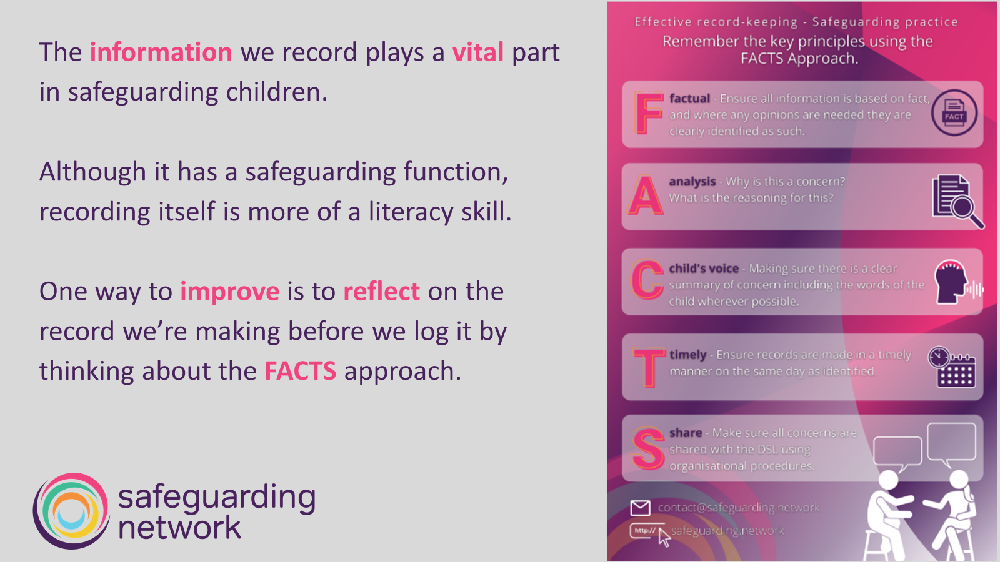 The information we record plays a vital part
in safeguarding children.
Although it has a safeguarding function,
recording itself is more of a literacy skill.
One way to improve is to reflect on the
record we’re making before we log it by
thinking about the FACTS approach.
safeguarding
network
Effective record-keeping - Safeguarding practice
Remember the key principles using the
FACTS Approach.
F
factual - Ensure all information is based on fact,
and where any opinions are needed they are
clearly identified as such.
FACT
A
analysis - Why is this a concern?
What is the reasoning for this?
C
child's voice - Making sure there is a clear
summary of concern including the words of the
child wherever possible.
T
timely - Ensure records are made in a timely
manner on the same day as identified.
S
share - Make sure all concerns are
shared with the DSL using
organisational procedures.
contact@safeguarding.network
http://
safeguarding.network